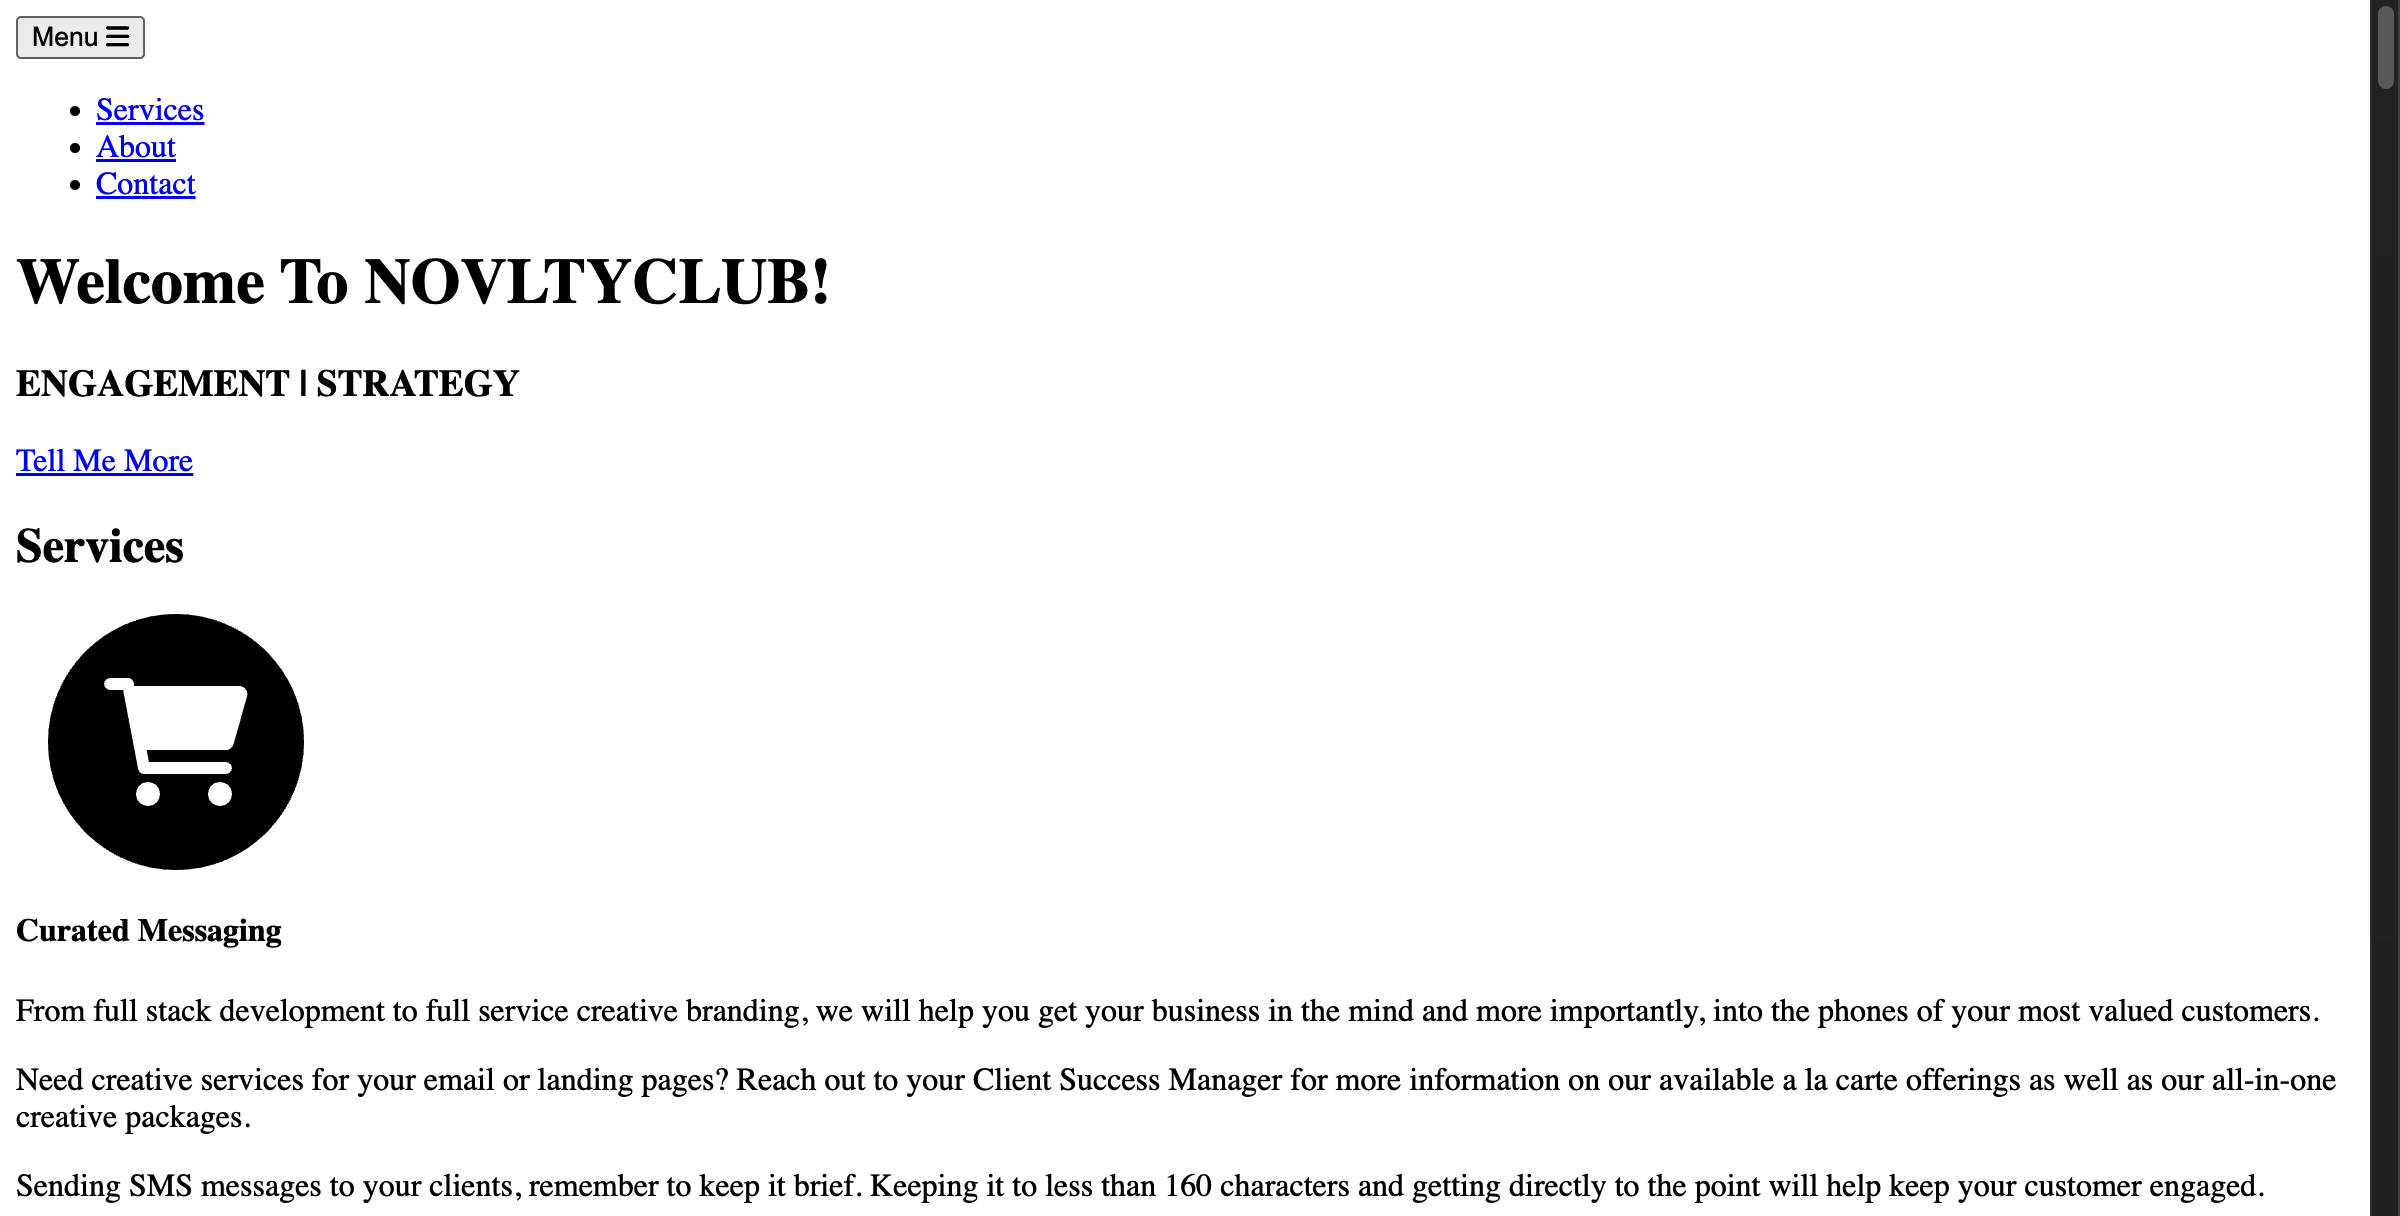 Menu
Services
About
Contact
Welcome To NOVLTYCLUB!
ENGAGEMENT | STRATEGY
Tell Me More
Services
Curated Messaging
From full stack development to full service creative branding, we will help you get your business in the mind and more importantly, into the phones of your most valued customers.
Need creative services for your email or landing pages? Reach out to your Client Success Manager for more information on our available a la carte offerings as well as our all-in-one
creative packages.
Sending SMS messages to your clients, remember to keep it brief. Keeping it to less than 160 characters and getting directly to the point will help keep your customer engaged.